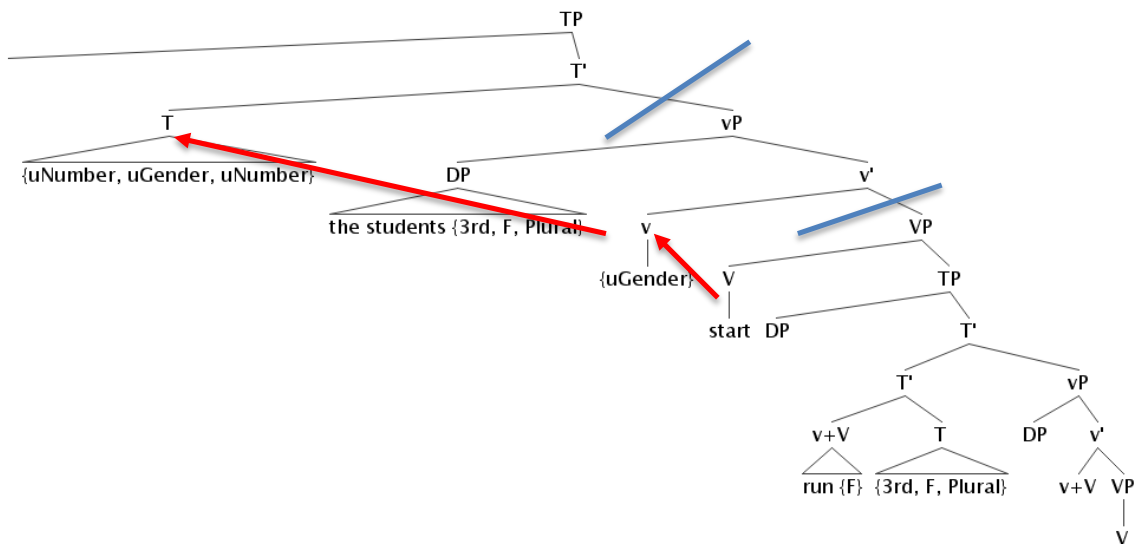 TP
T'
T vP
{uNumber, uGender, uNumber} DP v'
the students {3rd, F, Plural} v VP
{uGender} V TP
start DP T'
T' vP
v+V T DP v'
run {F} {3rd, F, Plural} v+V VP
V